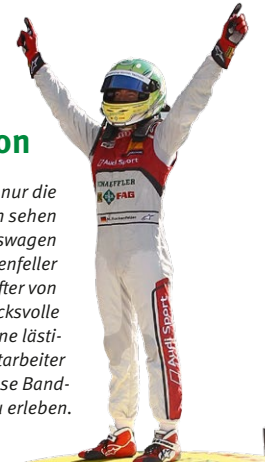 on
nur die
n sehen
swagen
enfeller
fter von
cksvolle
ne lästi-
tarbeiter
se Band-
u erleben.
Audi Sport
SCHAEFFLER
FAG
Audi Sport